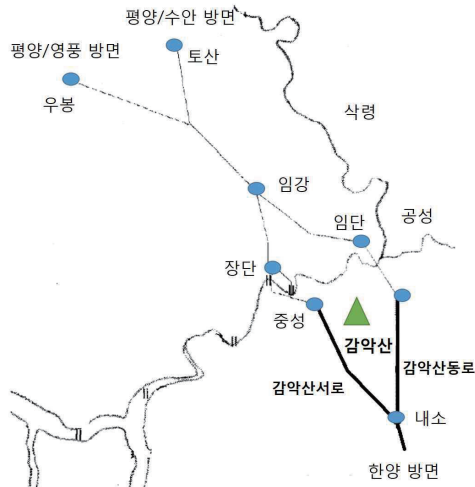 평양/수안 방면
평양/영풍 방면
토산
우봉
삭령
임강
임단
공성
장단
중성
감악산
감악산서로
감악산동로
내소
한양 방면